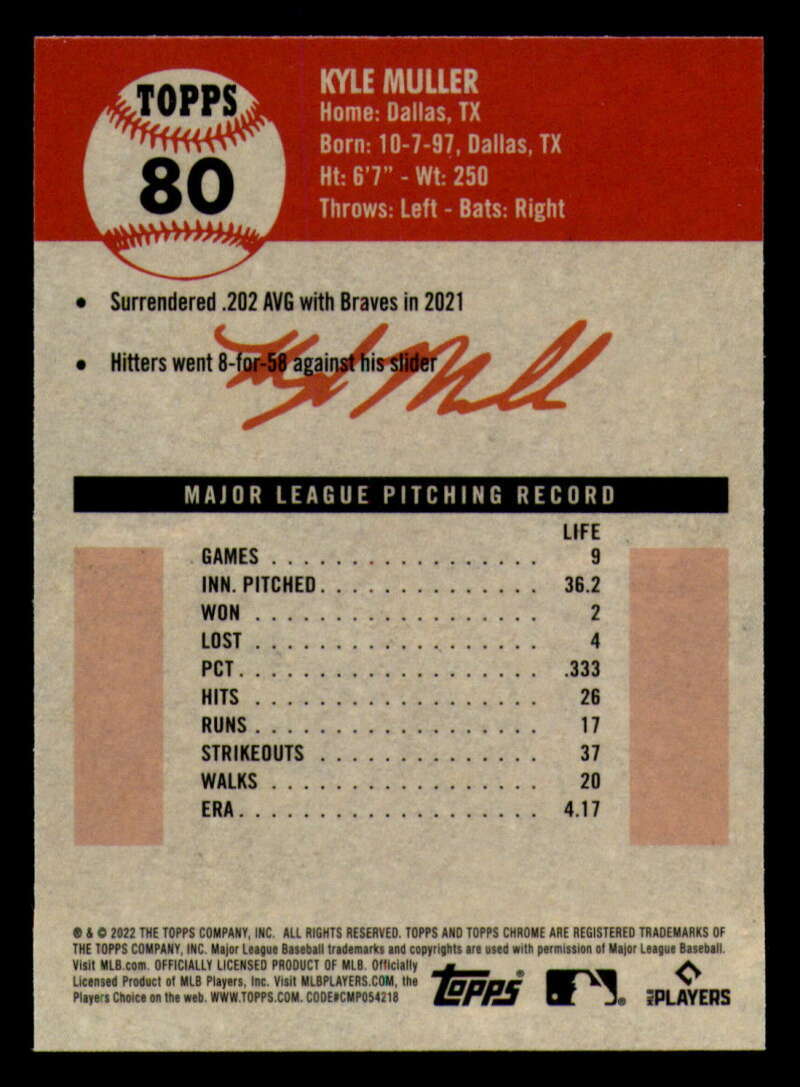 TOPPS
80
KYLE MULLER
Home: Dallas, TX
Born: 10-7-97, Dallas, TX
Ht: 6'7" - Wt: 250
Throws: Left - Bats: Right
• Surrendered .202 AVG with Braves in 2021
• Hitters went 8-for-58 against his slider
Kyle Muller
MAJOR LEAGUE PITCHING RECORD
LIFE
GAMES . . . . . . . . . . . . . . . . . 9
INN. PITCHED. . . . . . . . . . . . . . 36.2
WON . . . . . . . . . . . . . . . . . . 2
LOST . . . . . . . . . . . . . . . . . . 4
PCT. . . . . . . . . . . . . . . . . . . .333
HITS . . . . . . . . . . . . . . . . . . 26
RUNS. . . . . . . . . . . . . . . . . . 17
STRIKEOUTS . . . . . . . . . . . . . . 37
WALKS . . . . . . . . . . . . . . . . . 20
ERA. . . . . . . . . . . . . . . . . . . 4.17
® & © 2022 THE TOPPS COMPANY, INC. ALL RIGHTS RESERVED. TOPPS AND TOPPS CHROME ARE REGISTERED TRADEMARKS OF
THE TOPPS COMPANY, INC. Major League Baseball trademarks and copyrights are used with permission of Major League Baseball.
Visit MLB.com. OFFICIALLY LICENSED PRODUCT OF MLB. Officially
Licensed Product of MLB Players, Inc. Visit MLBPLAYERS.COM, the
Players Choice on the web. WWW.TOPPS.COM. CODE#CMP054218
Topps®
®
MLB PLAYERS